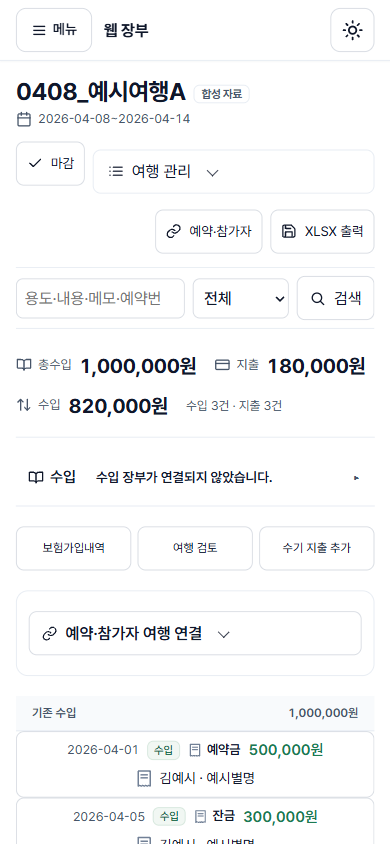 메뉴 웹 장부
0408_예시여행A 합성 자료
2026-04-08~2026-04-14
마감 여행 관리
예약·참가자 XLSX 출력
용도·내용·메모·예약번 전체 검색
총수입 1,000,000원 지출 180,000원
수입 820,000원 수입 3건 · 지출 3건
수입 수입 장부가 연결되지 않았습니다.
보험가입내역 여행 검토 수기 지출 추가
예약·참가자 여행 연결
기존 수입 1,000,000원
2026-04-01 수입 예약금 500,000원
김예시 · 예시별명
2026-04-05 수입 잔금 300,000원
김예시 · 예시별명